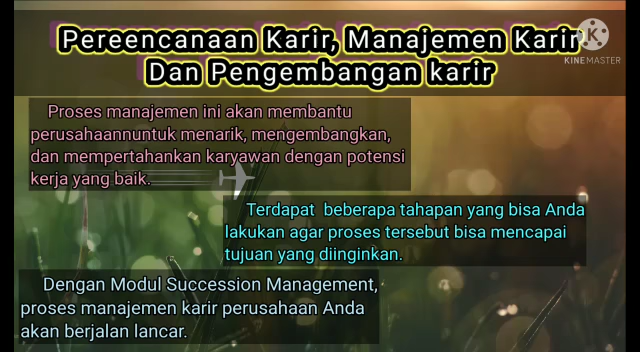 Pereencanaan Karir, Manajemen Karir
Dan Pengembangan karir
K
KINEMASTER
Proses manajemen ini akan membantu
perusahaannuntuk menarik, mengembangkan,
dan mempertahankan karyawan dengan potensi
kerja yang baik.
Terdapat beberapa tahapan yang bisa Anda
lakukan agar proses tersebut bisa mencapai
tujuan yang diinginkan.
Dengan Modul Succession Management,
proses manajemen karir perusahaan Anda
akan berjalan lancar.